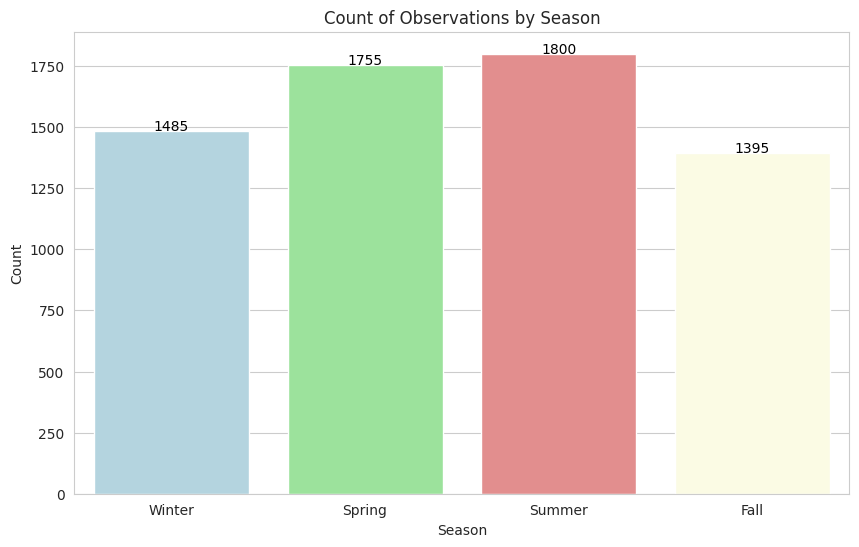 Count of Observations by Season
Count
1750
1500
1250
1000
750
500
250
0
1485
1755
1800
1395
Winter
Spring
Summer
Fall
Season